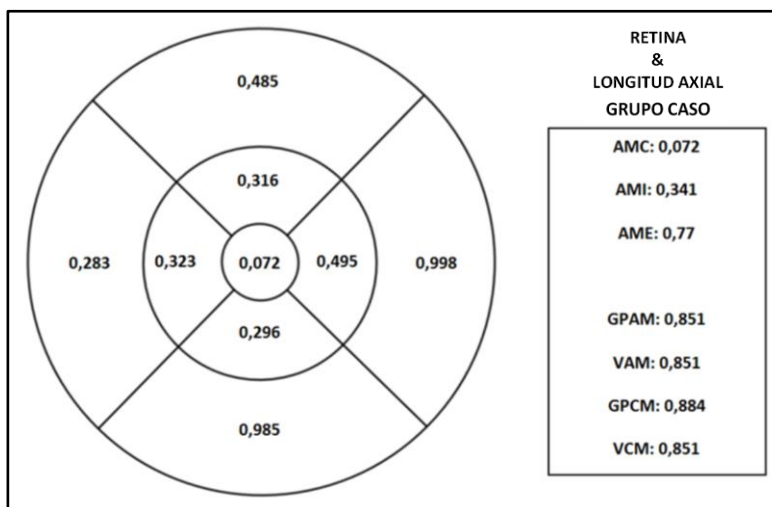 0,485
0,316
0,283 0,323 0,072 0,495 0,998
0,296
0,985
RETINA
&
LONGITUD AXIAL
GRUPO CASO
AMC: 0,072
AMI: 0,341
AME: 0,77
GPAM: 0,851
VAM: 0,851
GPCM: 0,884
VCM: 0,851